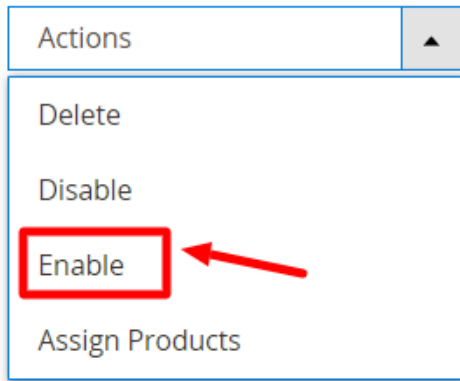 Actions
Delete
Disable
Enable
Assign Products